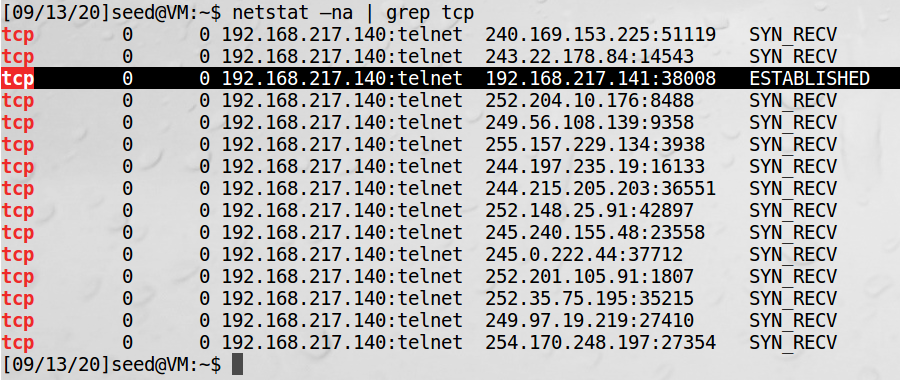 [09/13/20]seed@VM:~$ netstat –na | grep tcp
tcp 0 0 192.168.217.140:telnet 240.169.153.225:51119 SYN_RECV
tcp 0 0 192.168.217.140:telnet 243.22.178.84:14543 SYN_RECV
tcp 0 0 192.168.217.140:telnet 192.168.217.141:38008 ESTABLISHED
tcp 0 0 192.168.217.140:telnet 252.204.10.176:8488 SYN_RECV
tcp 0 0 192.168.217.140:telnet 249.56.108.139:9358 SYN_RECV
tcp 0 0 192.168.217.140:telnet 255.157.229.134:3938 SYN_RECV
tcp 0 0 192.168.217.140:telnet 244.197.235.19:16133 SYN_RECV
tcp 0 0 192.168.217.140:telnet 244.215.205.203:36551 SYN_RECV
tcp 0 0 192.168.217.140:telnet 252.148.25.91:42897 SYN_RECV
tcp 0 0 192.168.217.140:telnet 245.240.155.48:23558 SYN_RECV
tcp 0 0 192.168.217.140:telnet 245.0.222.44:37712 SYN_RECV
tcp 0 0 192.168.217.140:telnet 252.201.105.91:1807 SYN_RECV
tcp 0 0 192.168.217.140:telnet 252.35.75.195:35215 SYN_RECV
tcp 0 0 192.168.217.140:telnet 249.97.19.219:27410 SYN_RECV
tcp 0 0 192.168.217.140:telnet 254.170.248.197:27354 SYN_RECV
[09/13/20]seed@VM:~$